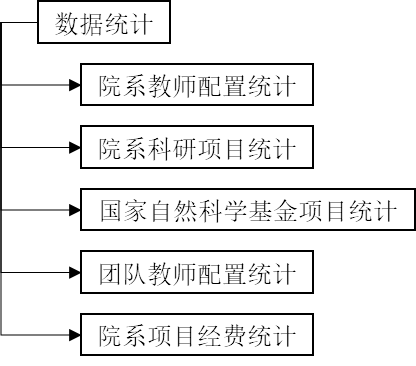 数据统计
院系教师配置统计
院系科研项目统计
国家自然科学基金项目统计
团队教师配置统计
院系项目经费统计